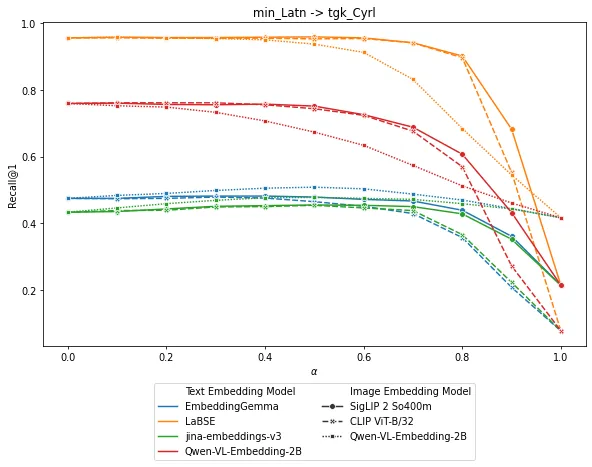 min_Latn -> tgk_Cyrl
Recall@1
1.0
0.8
0.6
0.4
0.2
0.0 0.2 0.4 0.6 0.8 1.0
α
Text Embedding Model
EmbeddingGemma
LaBSE
jina-embeddings-v3
Qwen-VL-Embedding-2B
Image Embedding Model
SigLIP 2 So400m
CLIP ViT-B/32
Qwen-VL-Embedding-2B